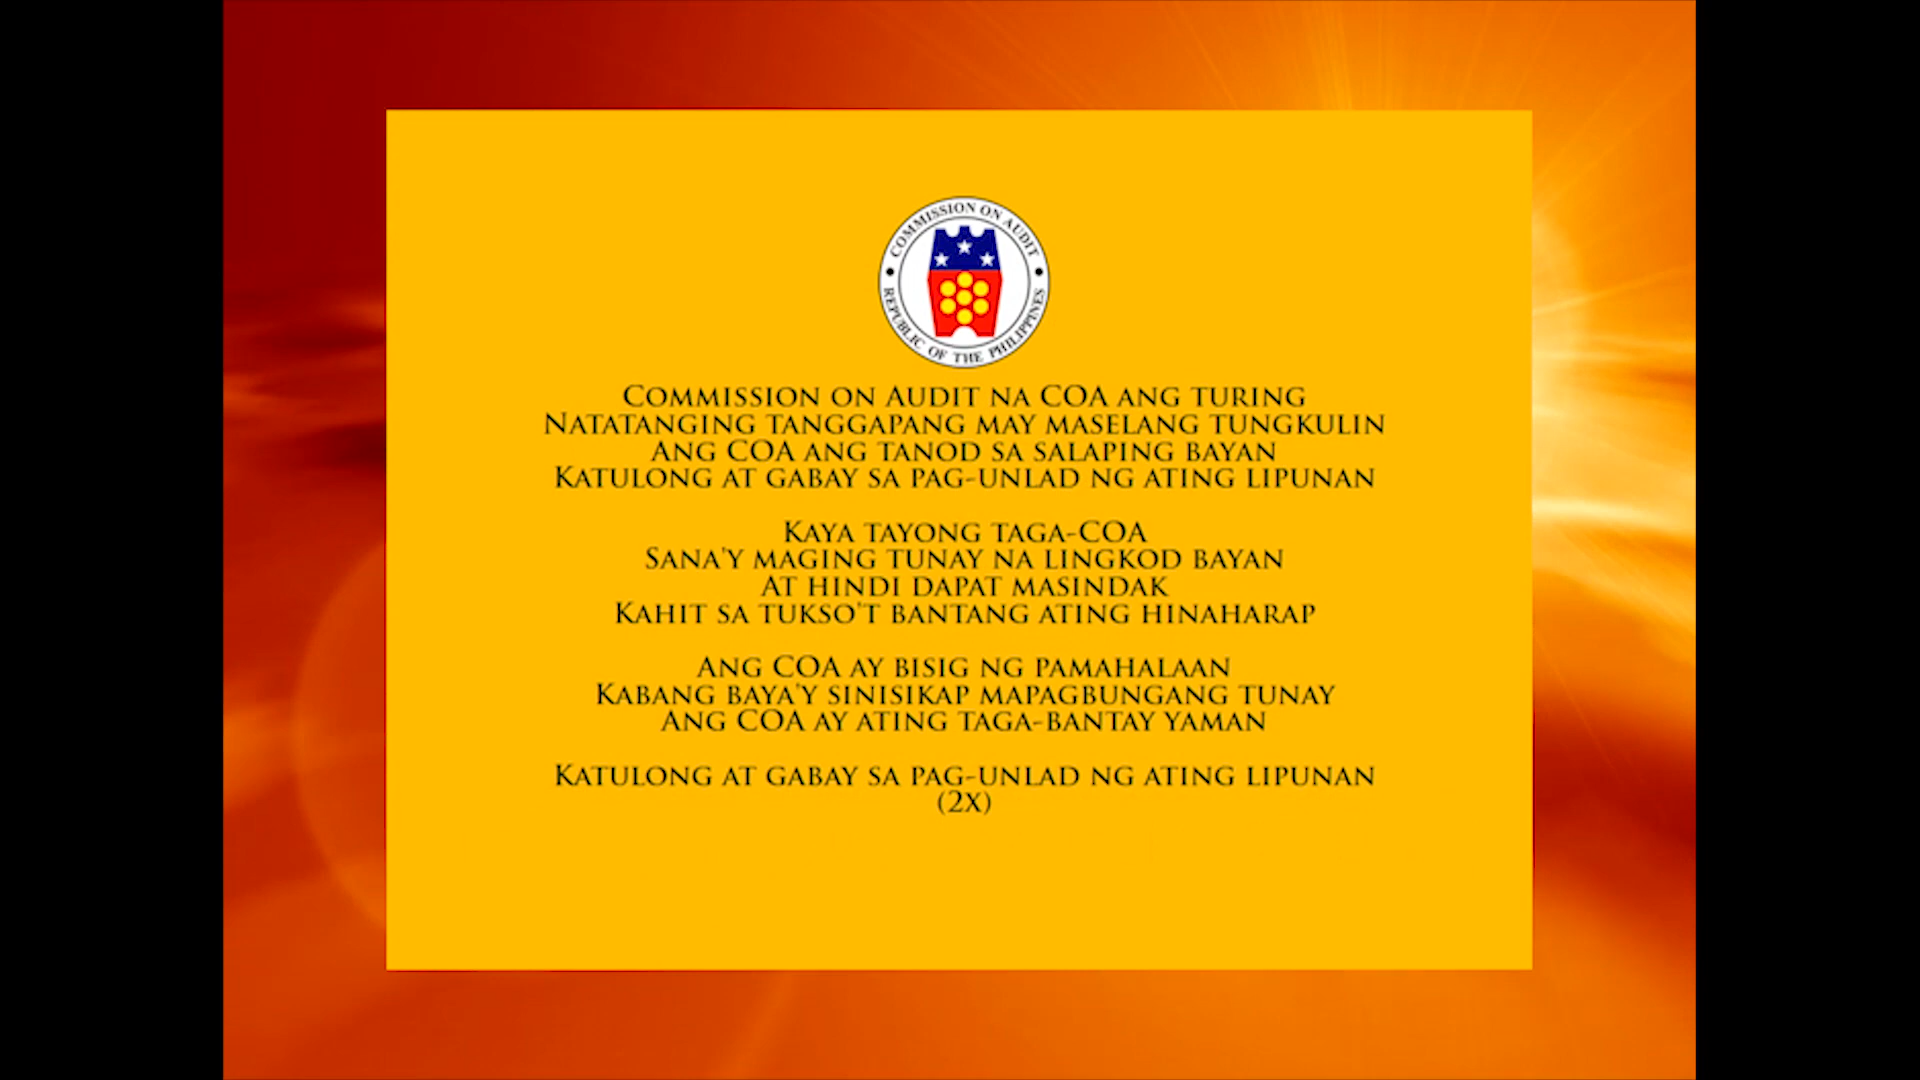 COMMISSION ON AUDIT
REPUBLIC OF THE PHILIPPINES
COMMISSION ON AUDIT NA COA ANG TURING
NATATANGING TANGGAPANG MAY MASELANG TUNGKULIN
ANG COA ANG TANOD SA SALAPING BAYAN
KATULONG AT GABAY SA PAG-UNLAD NG ATING LIPUNAN
KAYA TAYONG TAGA-COA
SANA'Y MAGING TUNAY NA LINGKOD BAYAN
AT HINDI DAPAT MASINDAK
KAHIT SA TUKSO'T BANTANG ATING HINAHARAP
ANG COA AY BISIG NG PAMAHALAAN
KABANG BAYA'Y SINISIKAP MAPAGBUNGANG TUNAY
ANG COA AY ATING TAGA-BANTAY YAMAN
KATULONG AT GABAY SA PAG-UNLAD NG ATING LIPUNAN
(2X)